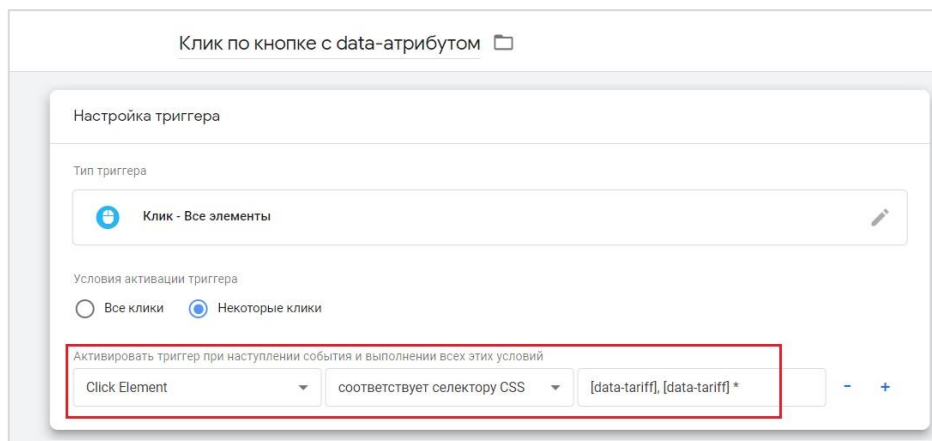 Клик по кнопке с data-атрибутом
Настройка триггера
Тип триггера
Клик - Все элементы
Условия активации триггера
Все клики Некоторые клики
Активировать триггер при наступлении события и выполнении всех этих условий
Click Element соответствует селектору CSS [data-tariff], [data-tariff] * - +